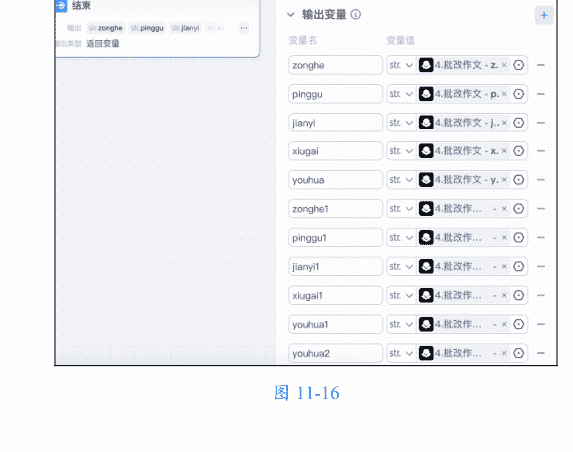 结束
输出 str. zonghe str. pinggu str. jianyi ···
输出类型 返回变量
输出变量
变量名 变量值
zonghe str. 4.批改作文 - z. ×
pinggu str. 4.批改作文 - p. ×
jianyi str. 4.批改作文 - j.. ×
xiugai str. 4.批改作文 - x. ×
youhua str. 4.批改作文 - y. ×
zonghe1 str. 4.批改作... - ×
pinggu1 str. 4.批改作... - ×
jianyi1 str. 4.批改作... - ×
xiugai1 str. 4.批改作... - ×
youhua1 str. 4.批改作... - ×
youhua2 str. 4.批改作... - ×
图 11-16